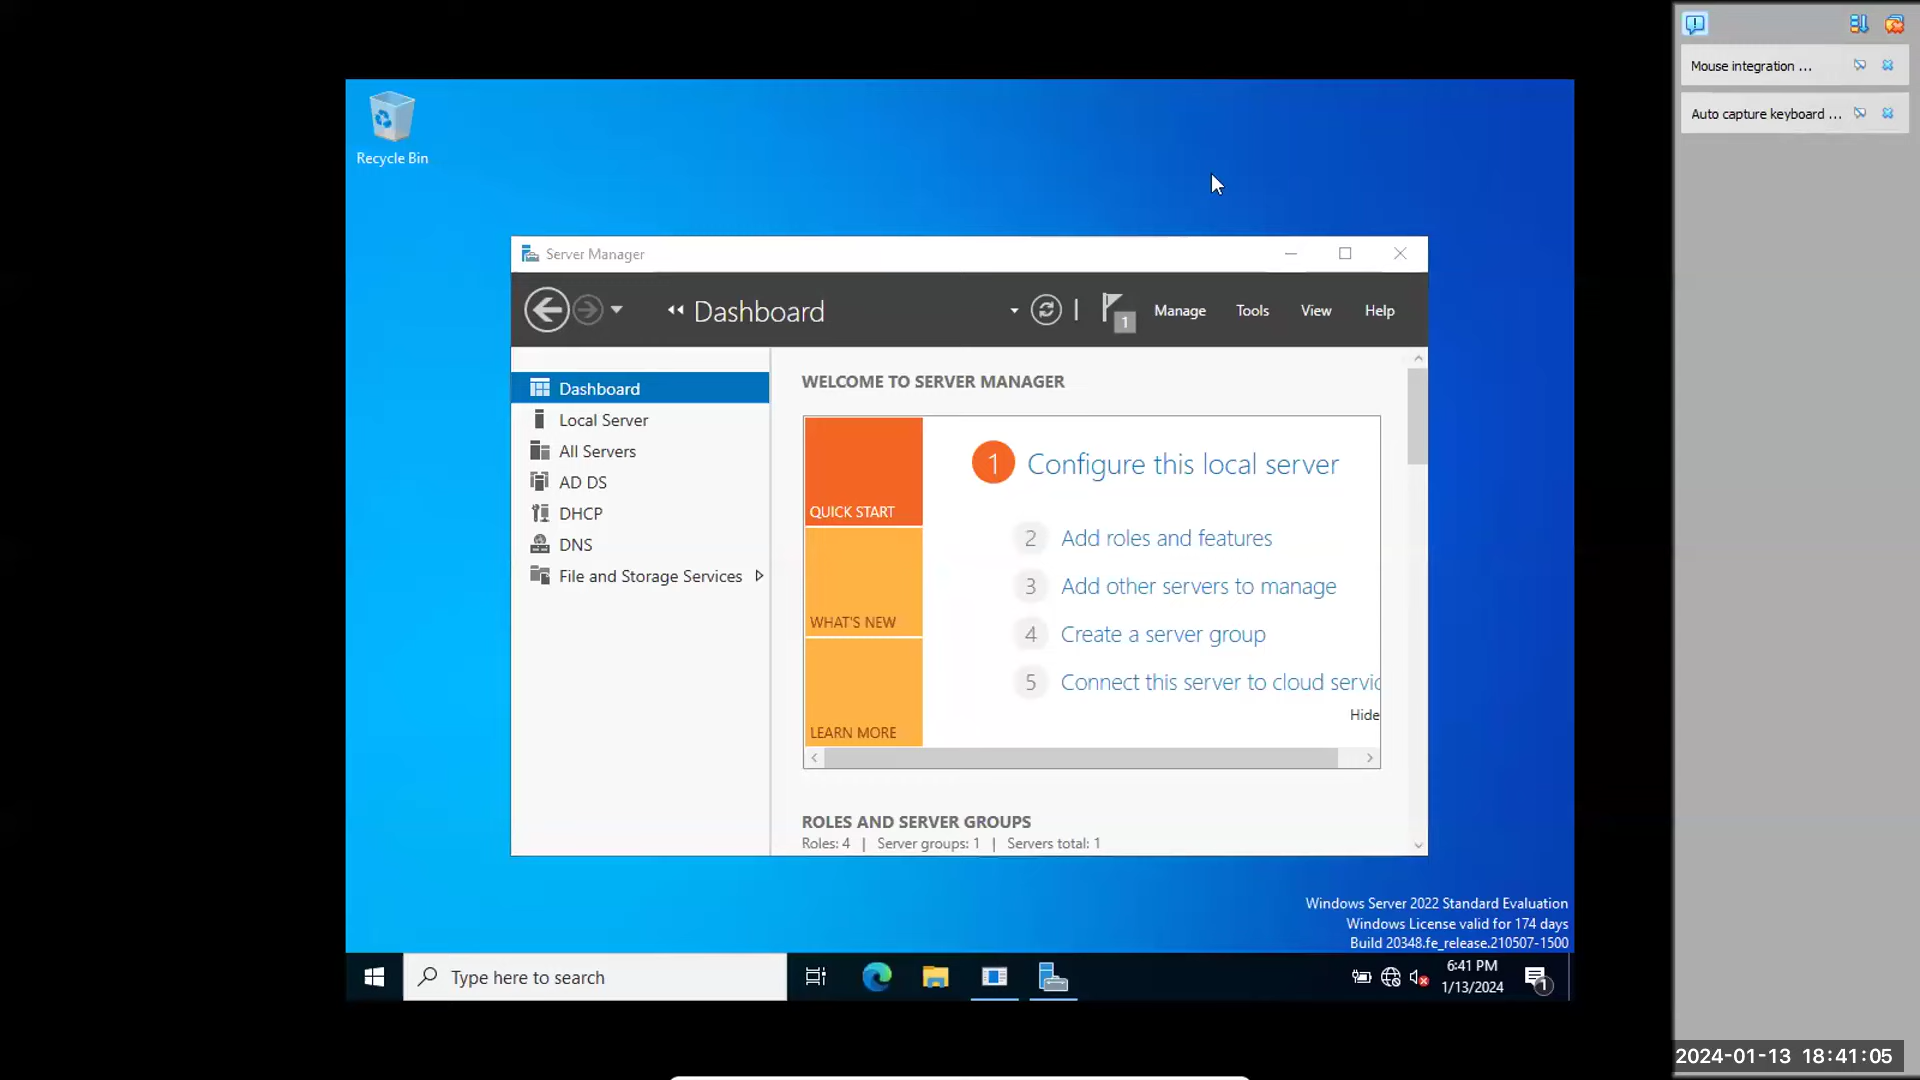 Mouse integration ...
Auto capture keyboard ...
Recycle Bin
Server Manager
Dashboard
1
Manage
Tools
View
Help
Dashboard
Local Server
All Servers
AD DS
DHCP
DNS
File and Storage Services
WELCOME TO SERVER MANAGER
QUICK START
WHAT'S NEW
LEARN MORE
1 Configure this local server
2 Add roles and features
3 Add other servers to manage
4 Create a server group
5 Connect this server to cloud servic
Hide
ROLES AND SERVER GROUPS
Roles: 4 | Server groups: 1 | Servers total: 1
Windows Server 2022 Standard Evaluation
Windows License valid for 174 days
Build 20348.fe_release.210507-1500
Type here to search
6:41 PM
1/13/2024
1
2024-01-13 18:41:05